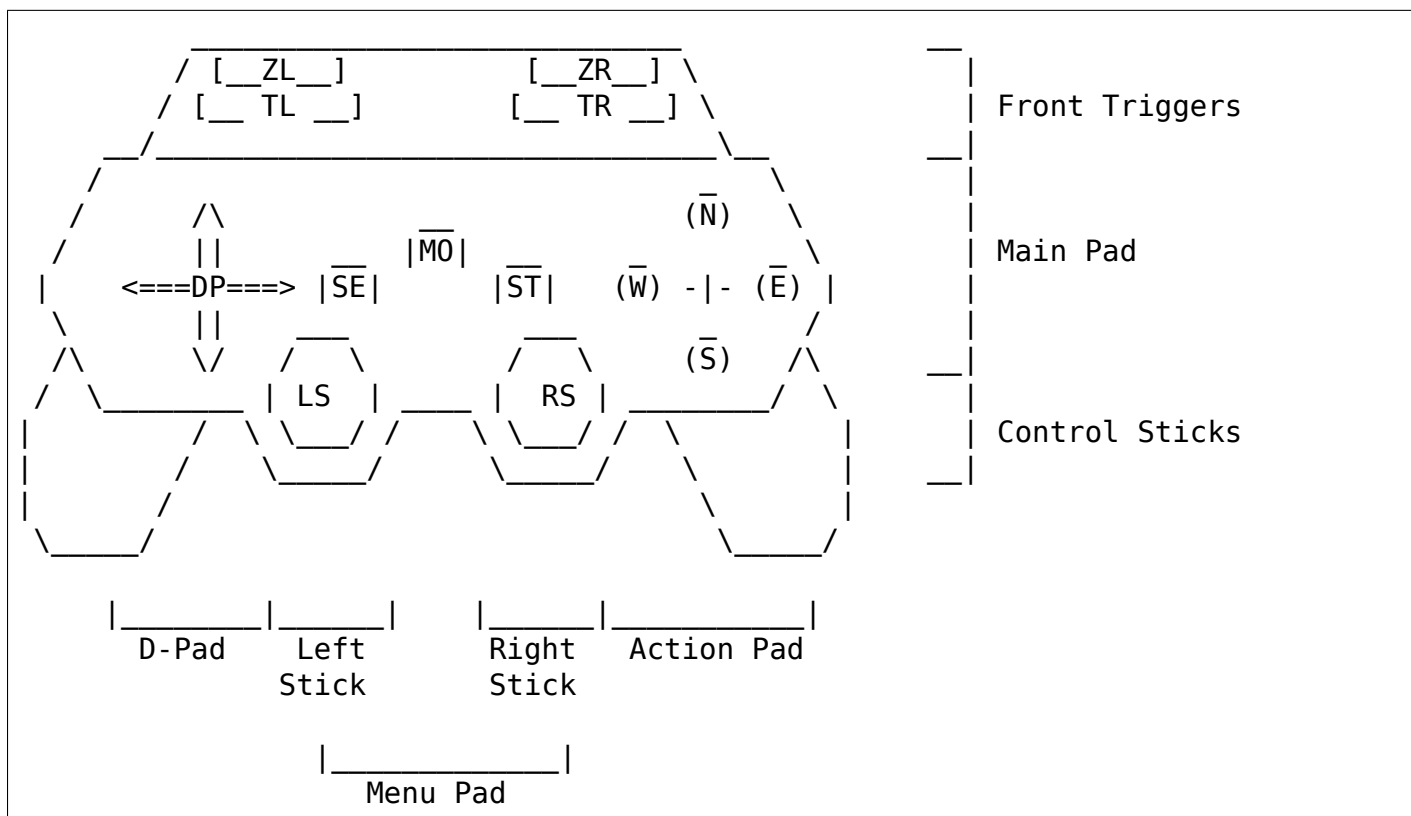 ZL ZR
TL TR Front Triggers
N
MO Main Pad
DP SE ST W E
S
LS RS
Control Sticks
D-Pad Left Right Action Pad
Stick Stick
Menu Pad